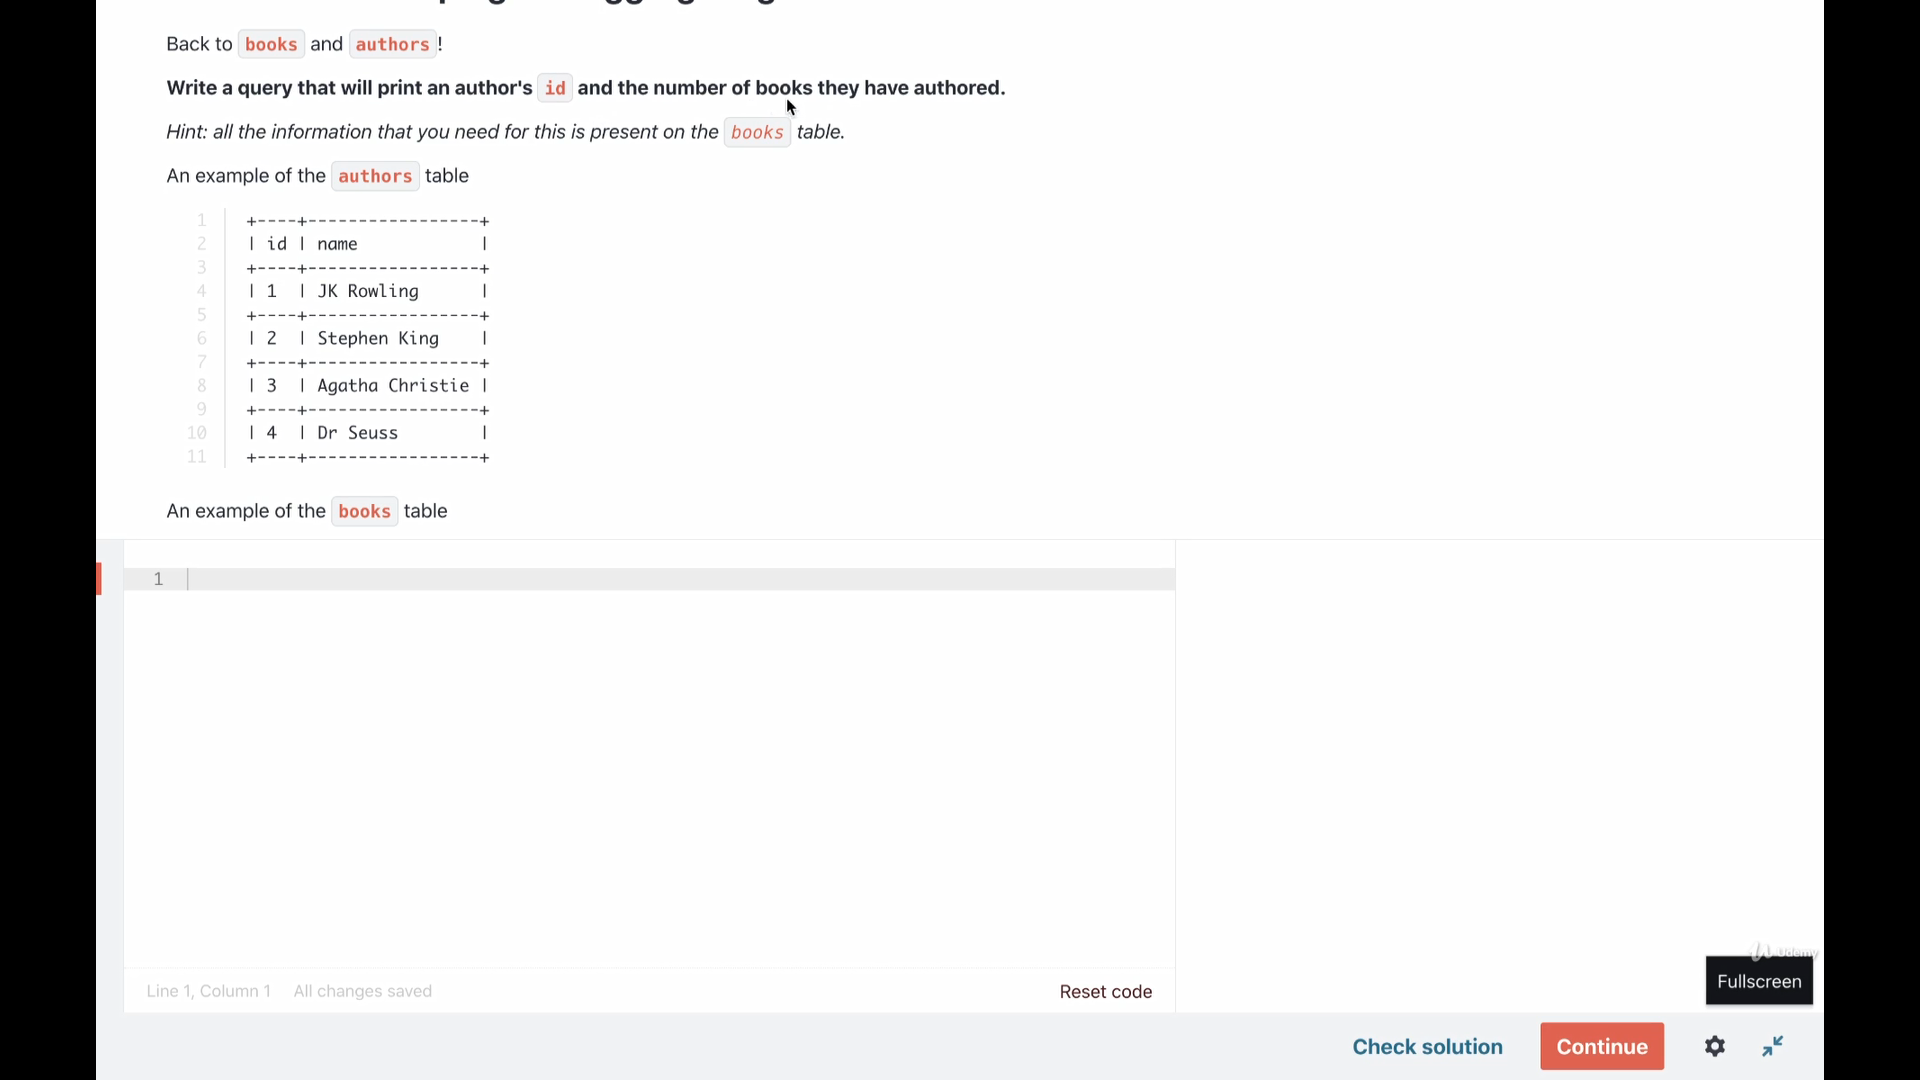 Back to books and authors!
Write a query that will print an author's id and the number of books they have authored.
Hint: all the information that you need for this is present on the books table.
An example of the authors table
1 +----+-----------------+
2 | id | name |
3 +----+-----------------+
4 | 1 | JK Rowling |
5 +----+-----------------+
6 | 2 | Stephen King |
7 +----+-----------------+
8 | 3 | Agatha Christie |
9 +----+-----------------+
10 | 4 | Dr Seuss |
11 +----+-----------------+
An example of the books table
1
Line 1, Column 1 All changes saved Reset code
Udemy
Fullscreen
Check solution Continue